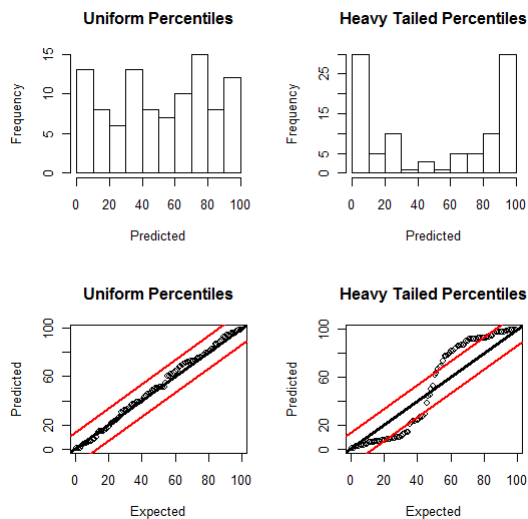 Uniform Percentiles
Frequency
15
10
5
0
0 20 40 60 80 100
Predicted
Heavy Tailed Percentiles
Frequency
25
15
5
0
0 20 40 60 80 100
Predicted
Uniform Percentiles
Predicted
100
60
20
0
0 20 40 60 80 100
Expected
Heavy Tailed Percentiles
Predicted
100
60
20
0
0 20 40 60 80 100
Expected